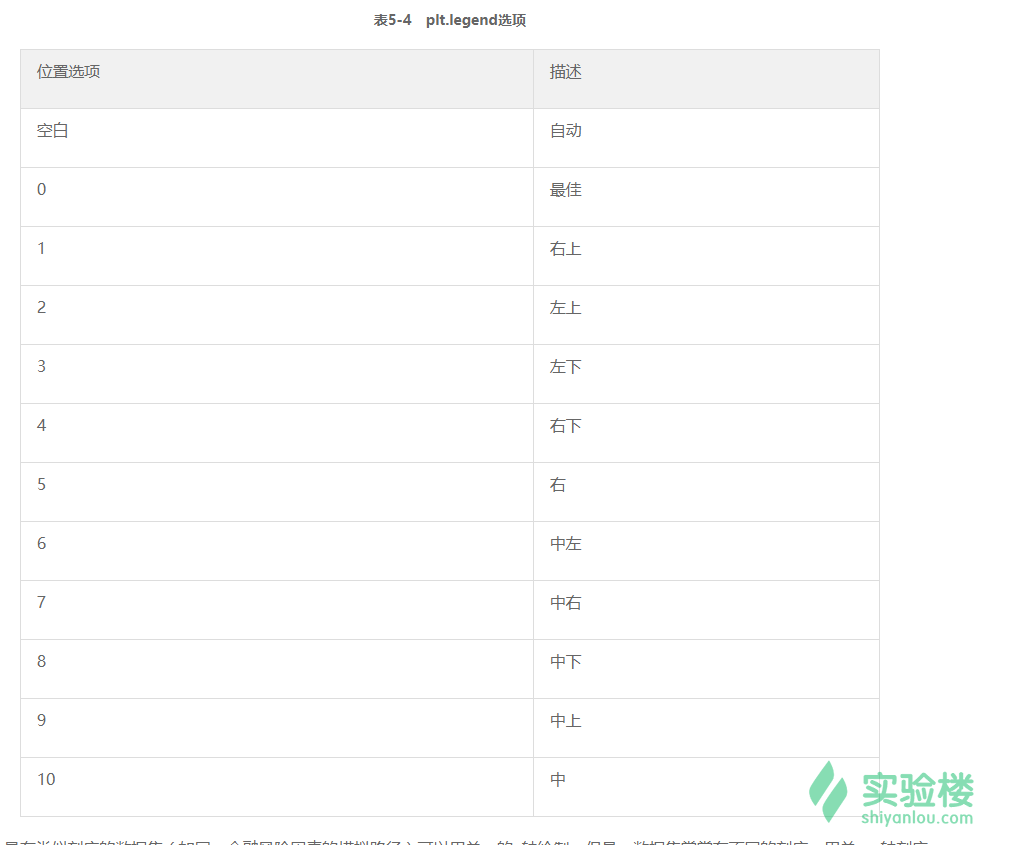 表5-4 plt.legend选项
位置选项 描述
空白 自动
0 最佳
1 右上
2 左上
3 左下
4 右下
5 右
6 中左
7 中右
8 中下
9 中上
10 中
实验楼
shiyanlou.com